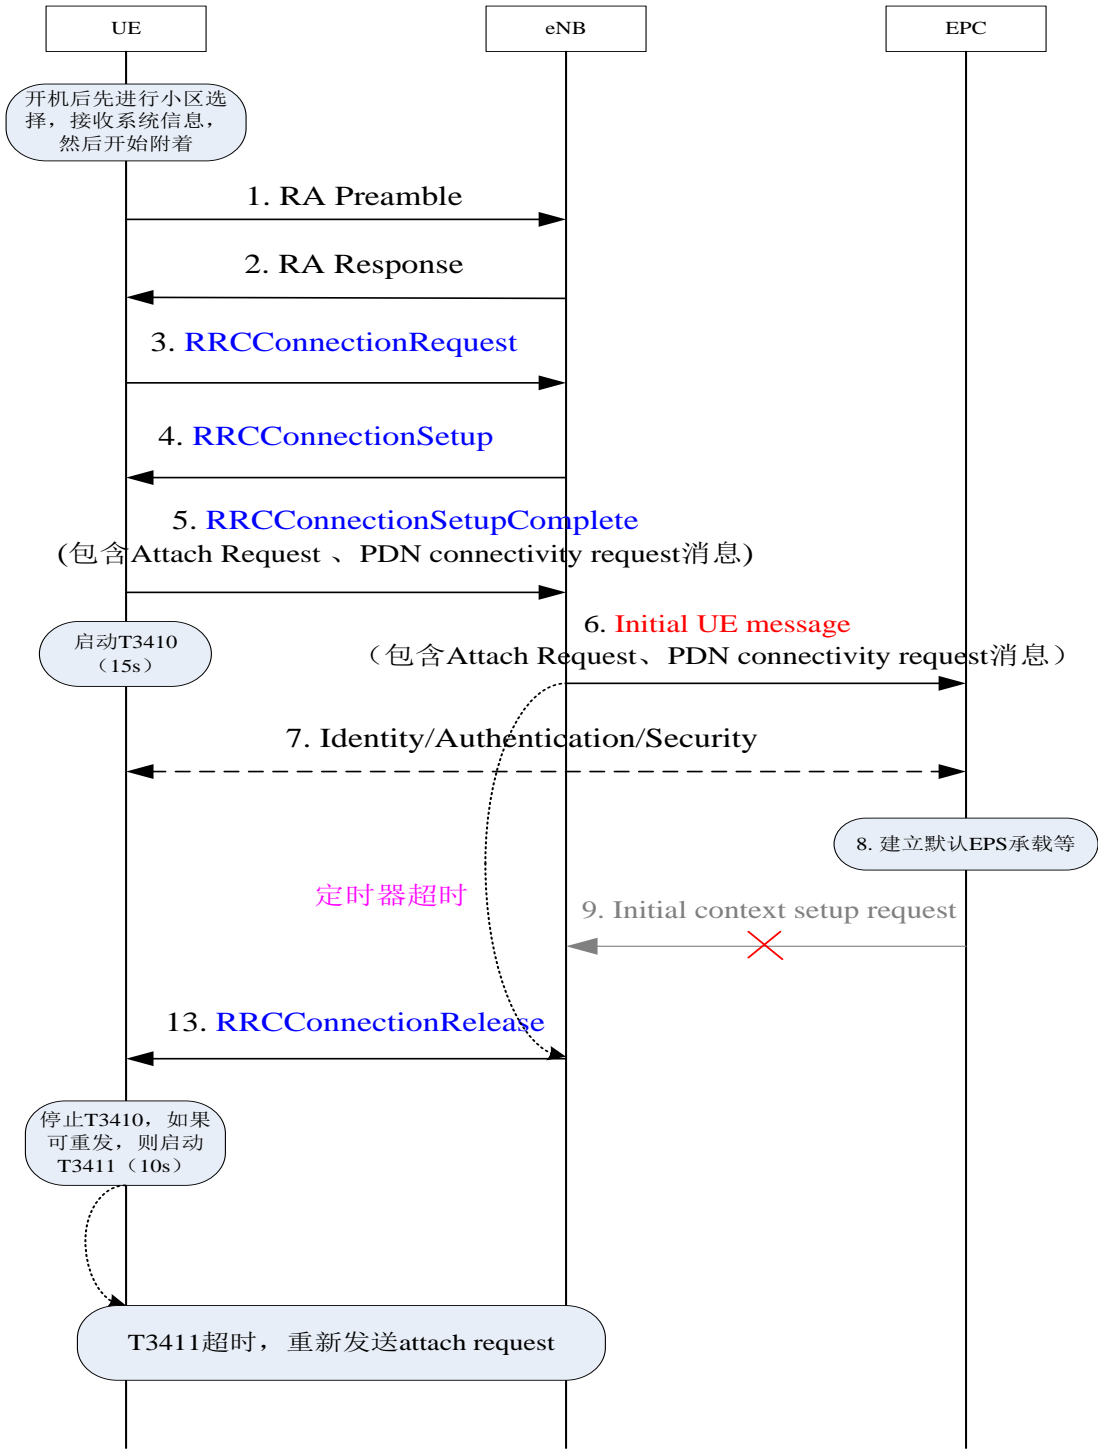 UE
eNB
EPC
开机后先进行小区选
择，接收系统信息，
然后开始附着
1. RA Preamble
2. RA Response
3. RRCConnectionRequest
4. RRCConnectionSetup
5. RRCConnectionSetupComplete
(包含Attach Request 、PDN connectivity request消息)
启动T3410
（15s）
6. Initial UE message
（包含Attach Request、PDN connectivity request消息）
7. Identity/Authentication/Security
8. 建立默认EPS承载等
定时器超时
9. Initial context setup request
13. RRCConnectionRelease
停止T3410，如果
可重发，则启动
T3411（10s）
T3411超时，重新发送attach request